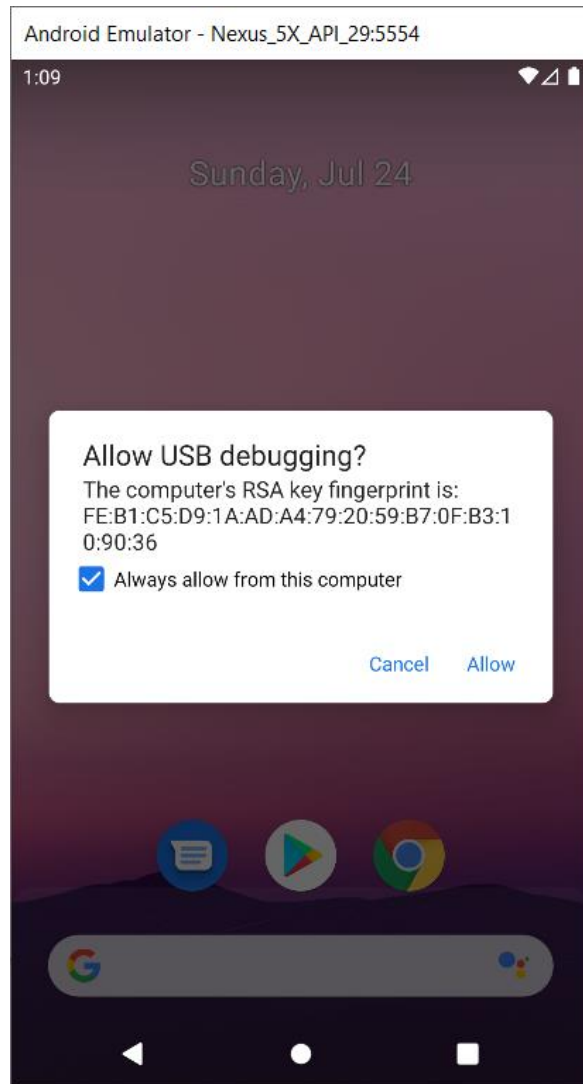 Android Emulator - Nexus_5X_API_29:5554
1:09
Sunday, Jul 24
Allow USB debugging?
The computer's RSA key fingerprint is:
FE:B1:C5:D9:1A:AD:A4:79:20:59:B7:0F:B3:1
0:90:36
Always allow from this computer
Cancel Allow